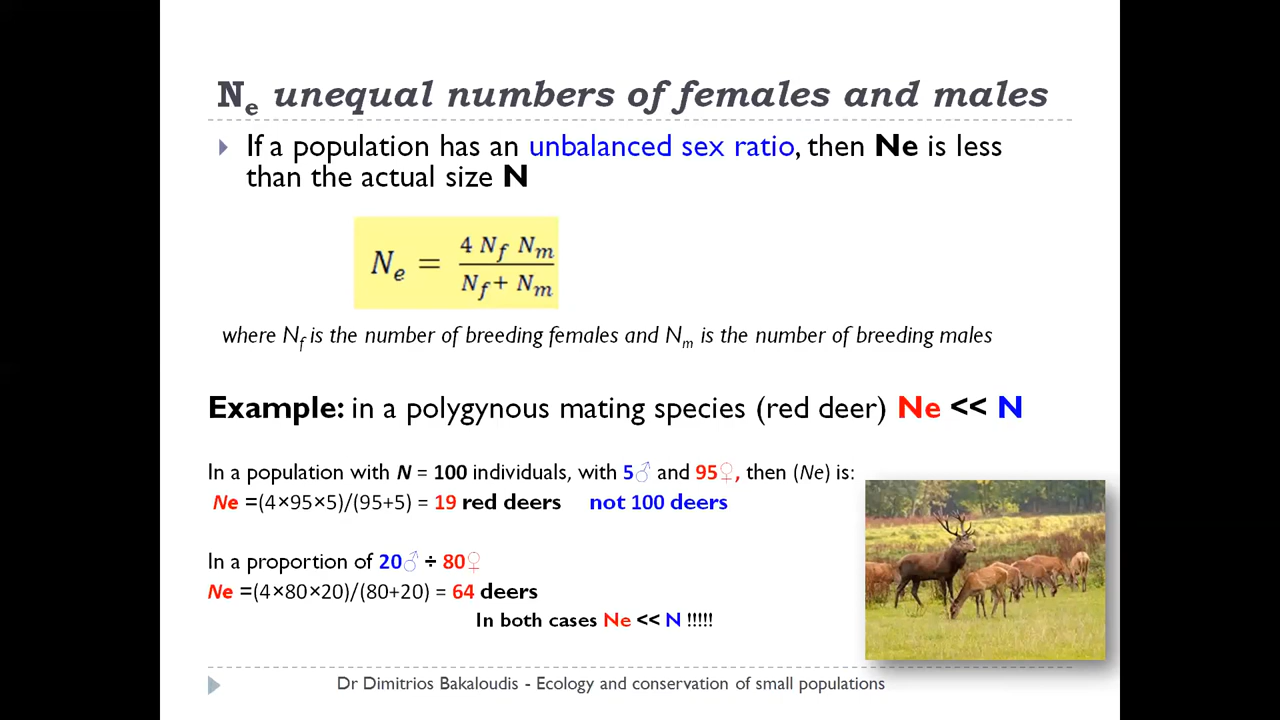 Ne unequal numbers of females and males
If a population has an unbalanced sex ratio, then Ne is less
than the actual size N
Ne = 4 Nf Nm / Nf + Nm
where Nf is the number of breeding females and Nm is the number of breeding males
Example: in a polygynous mating species (red deer) Ne << N
In a population with N = 100 individuals, with 5♂ and 95♀, then (Ne) is:
Ne =(4×95×5)/(95+5) = 19 red deers not 100 deers
In a proportion of 20♂ ÷ 80♀
Ne =(4×80×20)/(80+20) = 64 deers
In both cases Ne << N !!!!!
Dr Dimitrios Bakaloudis - Ecology and conservation of small populations